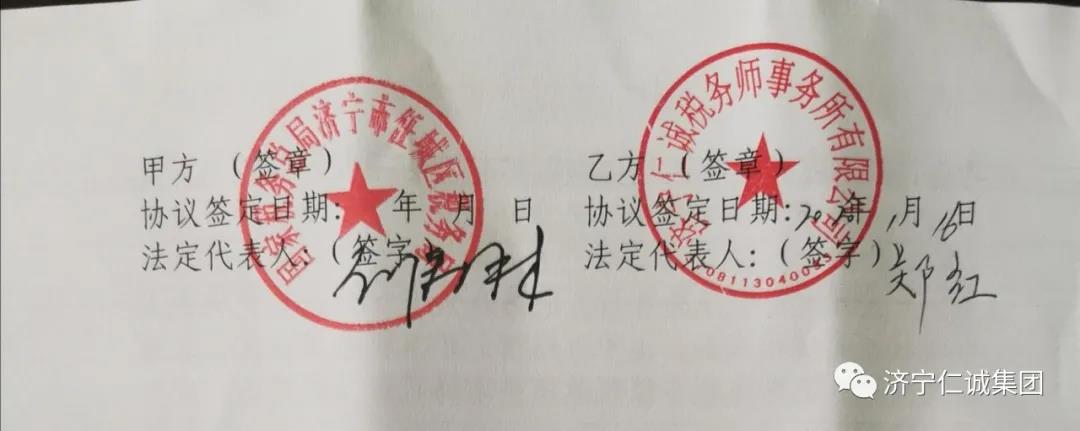 国家税务总局济宁市任城区税务局
济宁仁诚税务师事务所有限公司
甲方 (签章)
乙方 (签章)
协议签定日期: 年 月 日
协议签定日期: 年 1月 16日
法定代表人:(签字)
法定代表人:(签字) 郑红
济宁仁诚集团